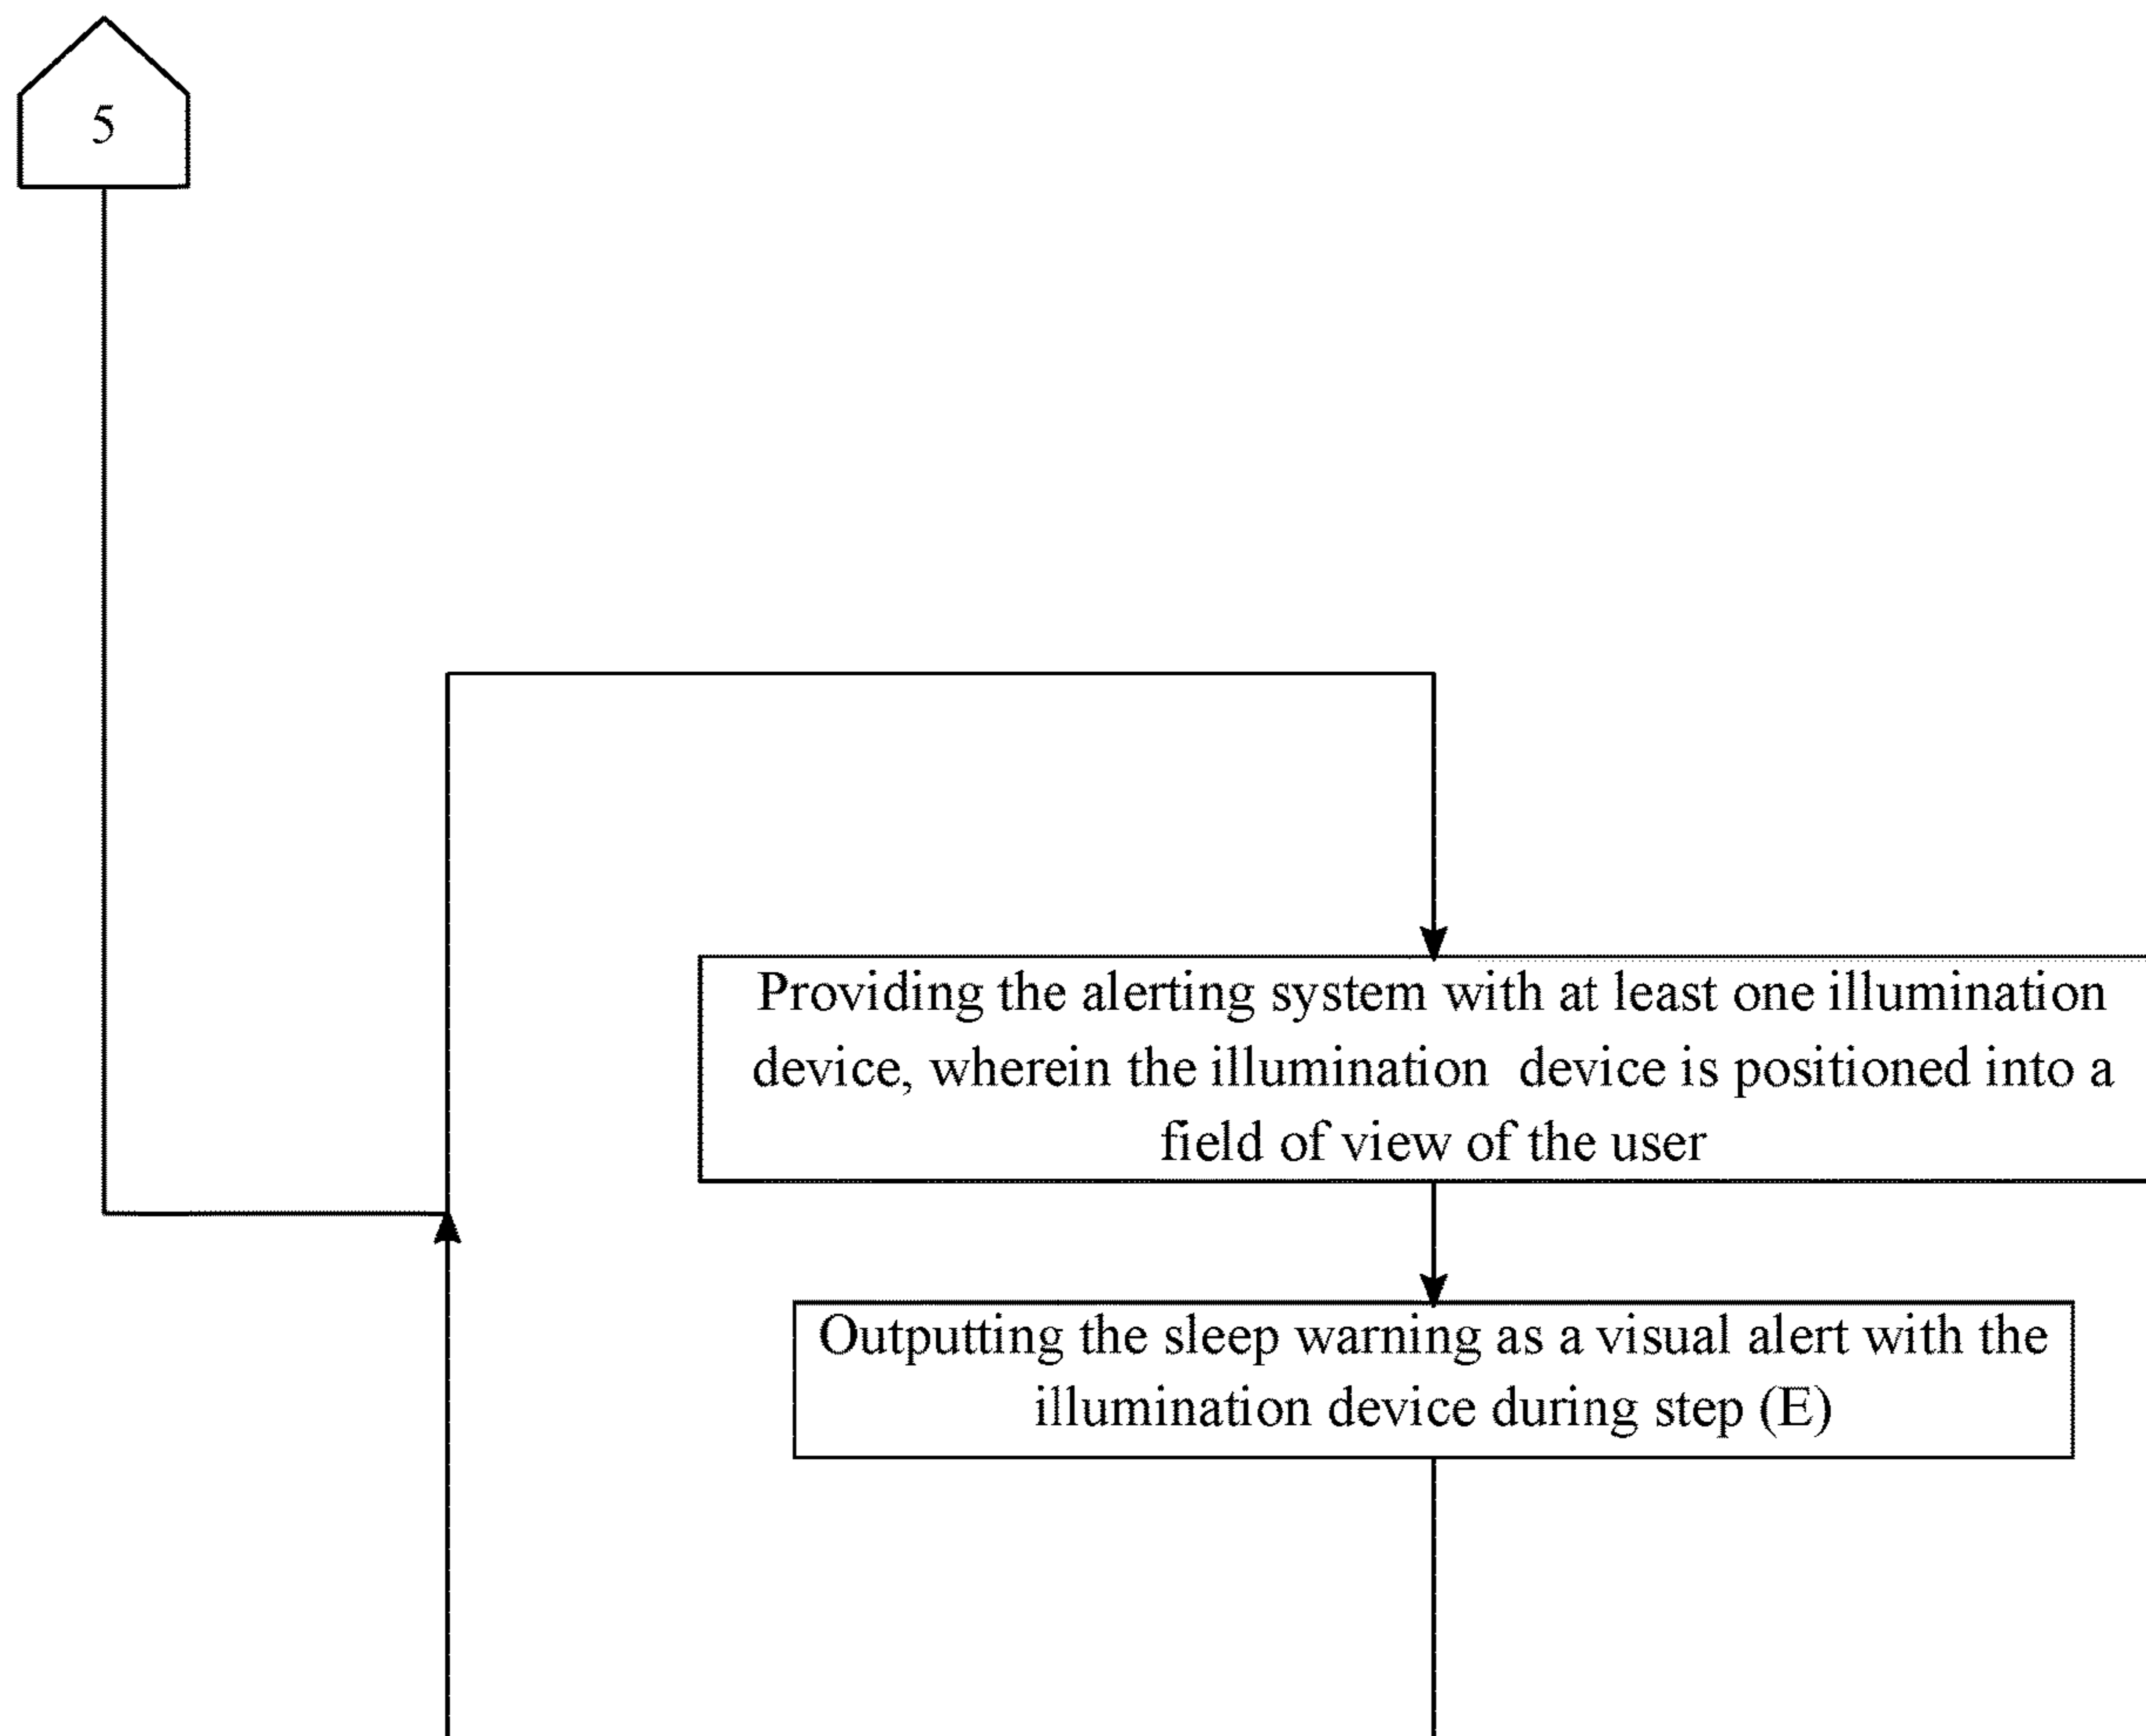 5
Providing the alerting system with at least one illumination
device, wherein the illumination device is positioned into a
field of view of the user
Outputting the sleep warning as a visual alert with the
illumination device during step (E)